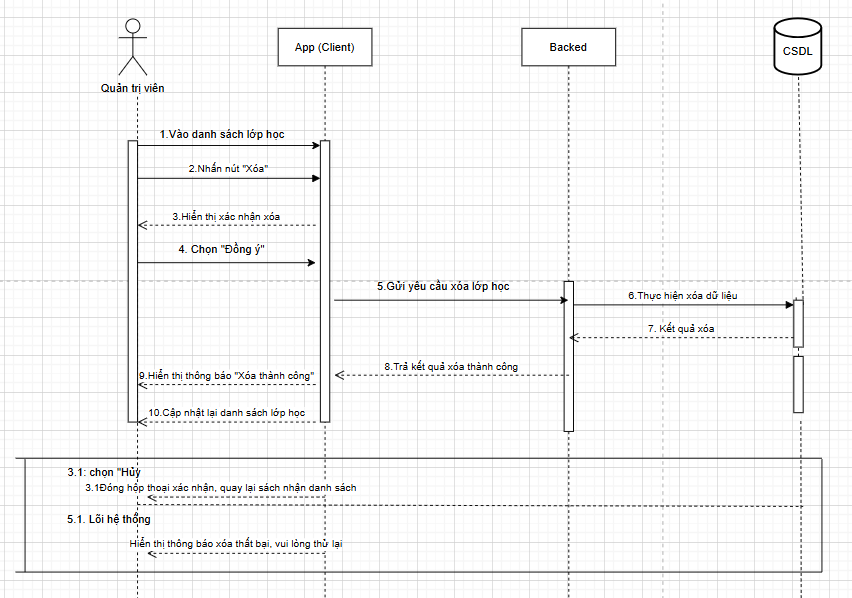 App (Client)
Backed
CSDL
Quản trị viên
1.Vào danh sách lớp học
2.Nhấn nút "Xóa"
3.Hiển thị xác nhận xóa
4. Chọn "Đồng ý"
5.Gửi yêu cầu xóa lớp học
6.Thực hiện xóa dữ liệu
7. Kết quả xóa
8.Trả kết quả xóa thành công
9.Hiển thị thông báo "Xóa thành công"
10.Cập nhật lại danh sách lớp học
3.1: chọn "Hủy
3.1Đóng hộp thoại xác nhận, quay lại sách nhận danh sách
5.1. Lỗi hệ thống
Hiển thị thông báo xóa thất bại, vui lòng thử lại